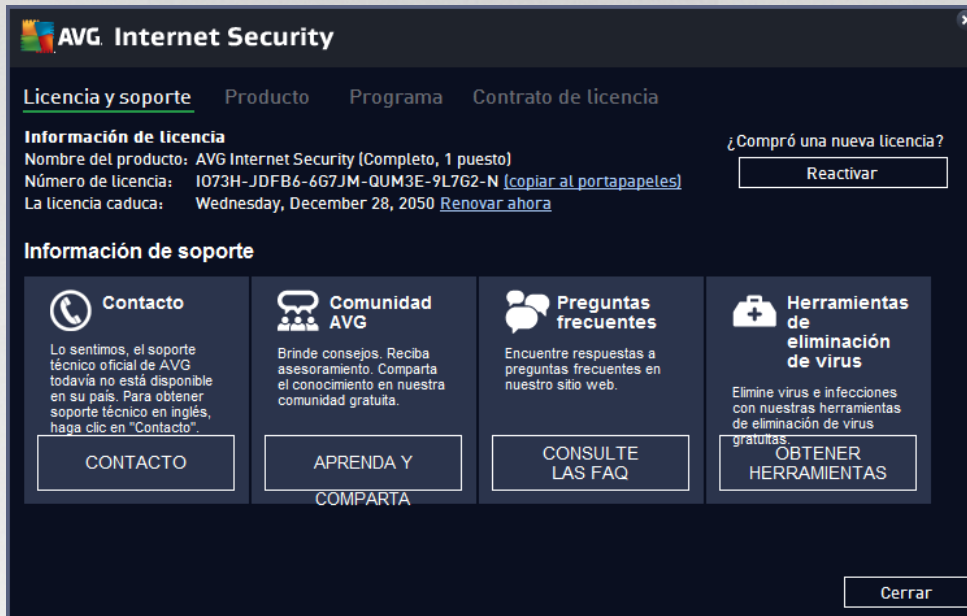 AVG Internet Security
Licencia y soporte Producto Programa Contrato de licencia
Información de licencia
Nombre del producto: AVG Internet Security (Completo, 1 puesto)
Número de licencia: IO73H-JDFB6-6G7JM-QUM3E-9L7G2-N (copiar al portapapeles)
La licencia caduca: Wednesday, December 28, 2050 Renovar ahora
¿Compró una nueva licencia?
Reactivar
Información de soporte
Contacto
Lo sentimos, el soporte
técnico oficial de AVG
todavía no está disponible
en su país. Para obtener
soporte técnico en inglés,
haga clic en "Contacto".
CONTACTO
Comunidad
AVG
Brinde consejos. Reciba
asesoramiento. Comparta
el conocimiento en nuestra
comunidad gratuita.
APRENDA Y
COMPARTA
Preguntas
frecuentes
Encuentre respuestas a
preguntas frecuentes en
nuestro sitio web.
CONSULTE
LAS FAQ
Herramientas
de
eliminación
de virus
Elimine virus e infecciones
con nuestras herramientas
de eliminación de virus
gratuitas.
OBTENER
HERRAMIENTAS
Cerrar